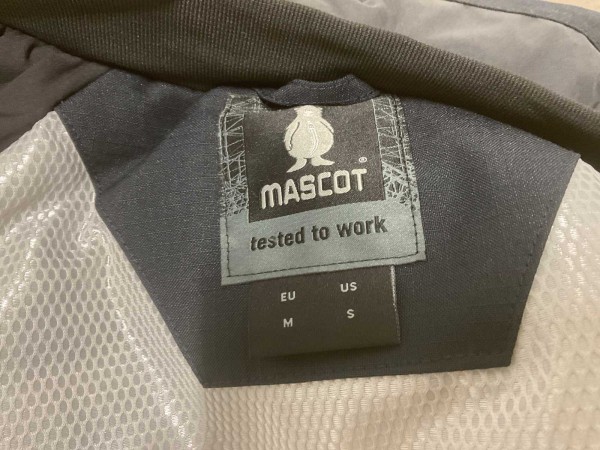 MASCOT®
tested to work
EU US
M S